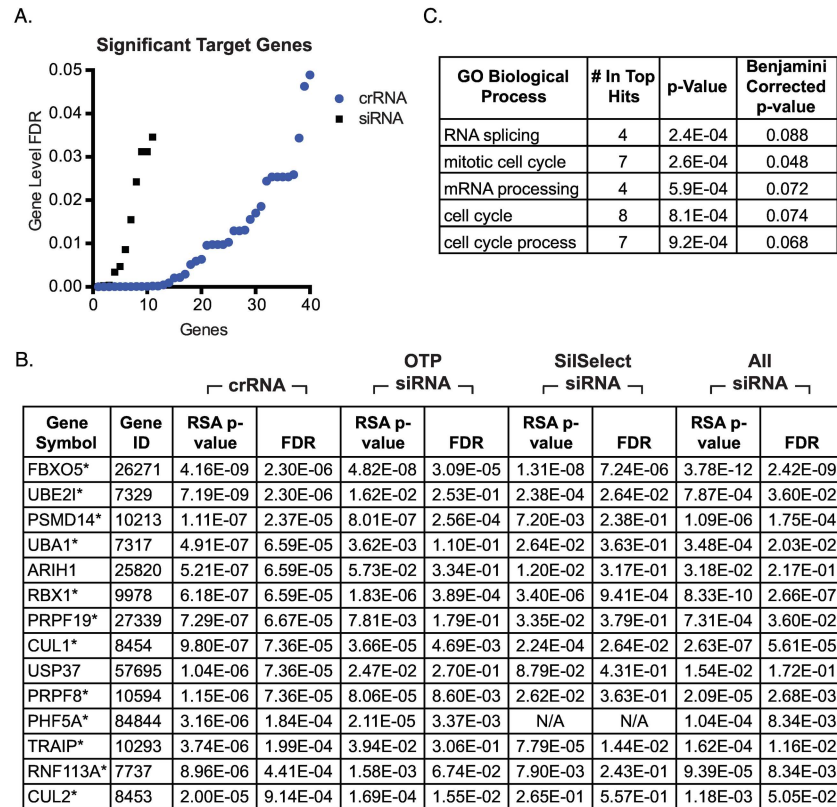 A.
Significant Target Genes
0.05
0.04
0.03
0.02
0.01
0.00
Gene Level FDR
0 10 20 30 40
Genes
crRNA
siRNA
C.
GO Biological Process # In Top Hits p-Value Benjamini Corrected p-value
RNA splicing 4 2.4E-04 0.088
mitotic cell cycle 7 2.6E-04 0.048
mRNA processing 4 5.9E-04 0.072
cell cycle 8 8.1E-04 0.074
cell cycle process 7 9.2E-04 0.068
B.
crRNA OTP siRNA SilSelect siRNA All siRNA
Gene Symbol Gene ID RSA p-value FDR RSA p-value FDR RSA p-value FDR RSA p-value FDR
FBXO5* 26271 4.16E-09 2.30E-06 4.82E-08 3.09E-05 1.31E-08 7.24E-06 3.78E-12 2.42E-09
UBE2I* 7329 7.19E-09 2.30E-06 1.62E-02 2.53E-01 2.38E-04 2.64E-02 7.87E-04 3.60E-02
PSMD14* 10213 1.11E-07 2.37E-05 8.01E-07 2.56E-04 7.20E-03 2.38E-01 1.09E-06 1.75E-04
UBA1* 7317 4.91E-07 6.59E-05 3.62E-03 1.10E-01 2.64E-02 3.63E-01 3.48E-04 2.03E-02
ARIH1 25820 5.21E-07 6.59E-05 5.73E-02 3.34E-01 1.20E-02 3.17E-01 3.18E-02 2.17E-01
RBX1* 9978 6.18E-07 6.59E-05 1.83E-06 3.89E-04 3.40E-06 9.41E-04 8.33E-10 2.66E-07
PRPF19* 27339 7.29E-07 6.67E-05 7.81E-03 1.79E-01 3.35E-02 3.79E-01 7.31E-04 3.60E-02
CUL1* 8454 9.80E-07 7.36E-05 3.66E-05 4.69E-03 2.24E-04 2.64E-02 2.63E-07 5.61E-05
USP37 57695 1.04E-06 7.36E-05 2.47E-02 2.70E-01 8.79E-02 4.31E-01 1.54E-02 1.72E-01
PRPF8* 10594 1.15E-06 7.36E-05 8.06E-05 8.60E-03 2.62E-02 3.63E-01 2.09E-05 2.68E-03
PHF5A* 84844 3.16E-06 1.84E-04 2.11E-05 3.37E-03 N/A N/A 1.04E-04 8.34E-03
TRAIP* 10293 3.74E-06 1.99E-04 3.94E-02 3.06E-01 7.79E-05 1.44E-02 1.62E-04 1.16E-02
RNF113A* 7737 8.96E-06 4.41E-04 1.58E-03 6.74E-02 7.90E-03 2.43E-01 9.39E-05 8.34E-03
CUL2* 8453 2.00E-05 9.14E-04 1.69E-04 1.55E-02 2.65E-01 5.57E-01 1.18E-03 5.05E-02